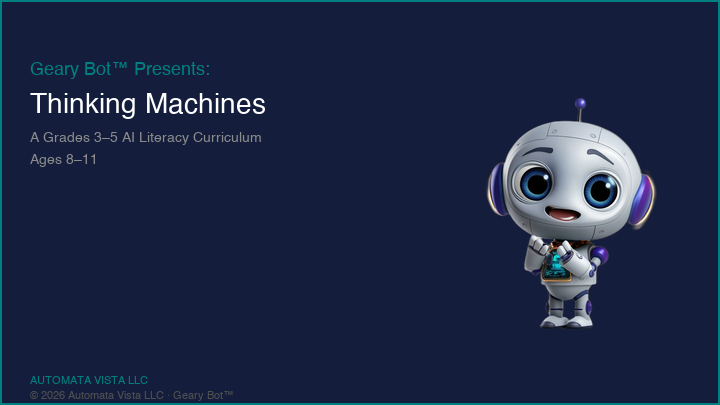 Geary Bot™ Presents:
Thinking Machines
A Grades 3–5 AI Literacy Curriculum
Ages 8–11
AUTOMATA VISTA LLC
© 2026 Automata Vista LLC · Geary Bot™